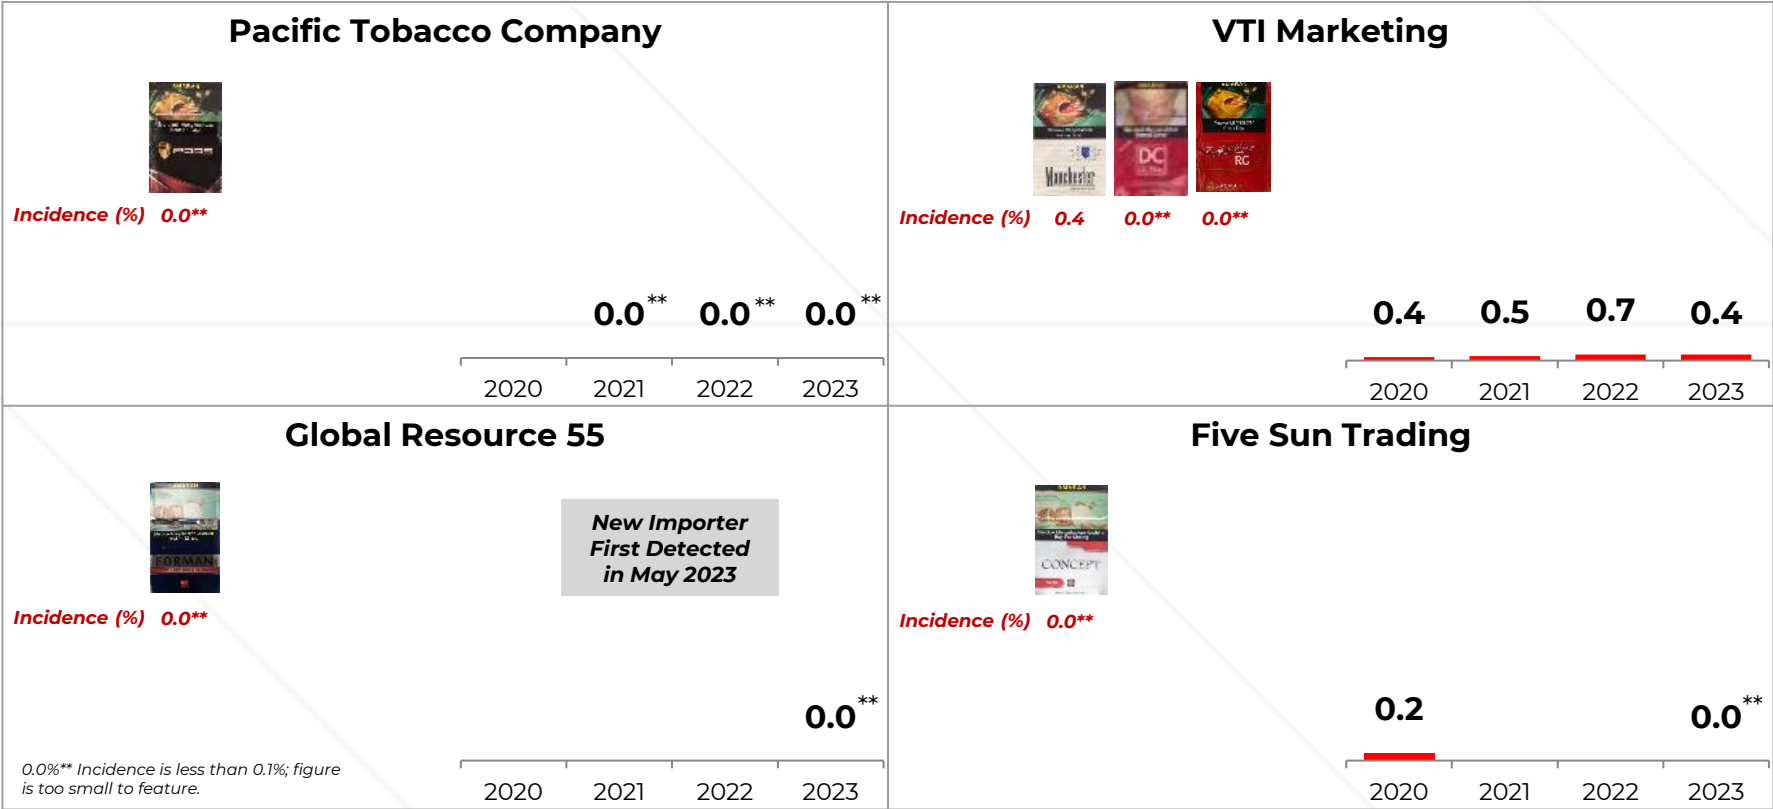 Pacific Tobacco Company
Incidence (%) 0.0**
0.0** 0.0** 0.0**
2020 2021 2022 2023
VTI Marketing
Manchester
DC
RG
Incidence (%) 0.4 0.0** 0.0**
0.4 0.5 0.7 0.4
2020 2021 2022 2023
Global Resource 55
FORMAN
New Importer
First Detected
in May 2023
Incidence (%) 0.0**
0.0**
0.0%** Incidence is less than 0.1%; figure
is too small to feature.
2020 2021 2022 2023
Five Sun Trading
CONCEPT
Incidence (%) 0.0**
0.2 0.0**
2020 2021 2022 2023